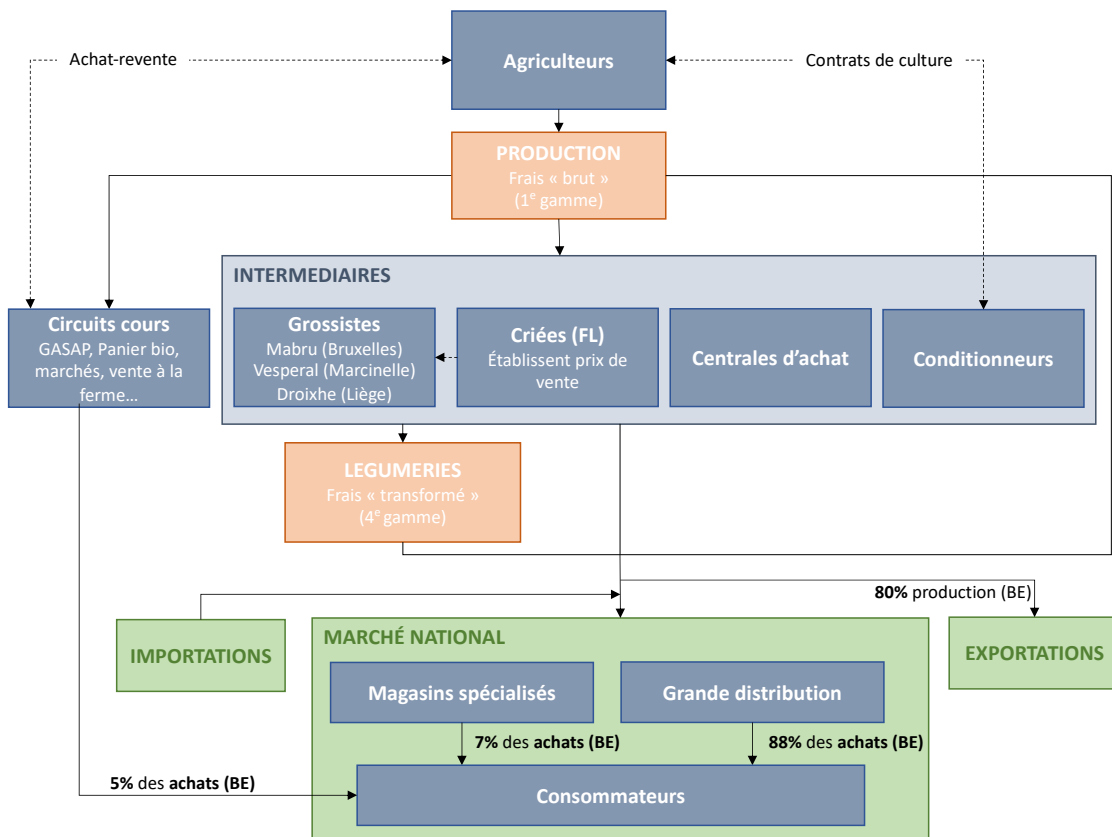 Achat-revente
Agriculteurs
Contrats de culture
PRODUCTION
Frais « brut »
(1e gamme)
INTERMEDIAIRES
Circuits cours
GASAP, Panier bio,
marchés, vente à la
ferme…
Grossistes
Mabru (Bruxelles)
Vesperal (Marcinelle)
Droixhe (Liège)
Criées (FL)
Établissent prix de
vente
Centrales d’achat
Conditionneurs
LEGUMERIES
Frais « transformé »
(4e gamme)
80% production (BE)
IMPORTATIONS
MARCHÉ NATIONAL
EXPORTATIONS
Magasins spécialisés
Grande distribution
7% des achats (BE)
88% des achats (BE)
5% des achats (BE)
Consommateurs